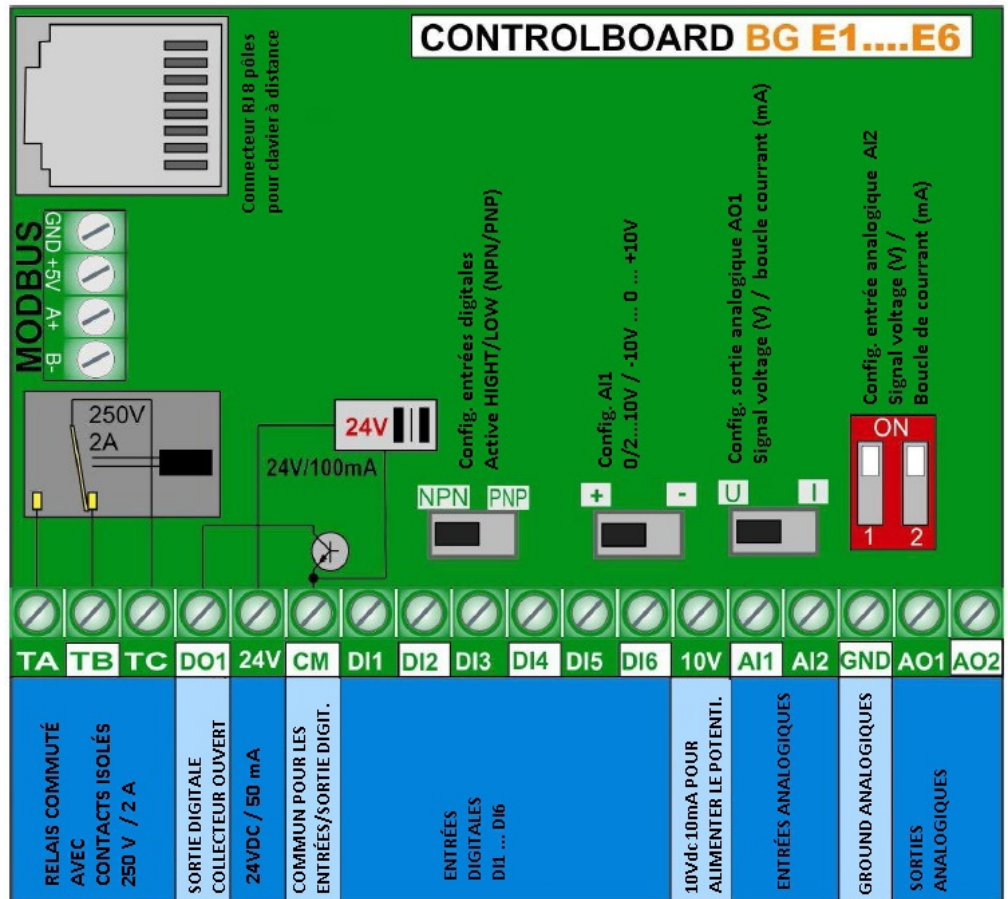 CONTROLBOARD BG E1....E6
Connecteur RJ 8 pôles
pour clavier à distance
MODBUS
GND
+5V
A+
B-
250V
2A
24V
24V/100mA
Config. entrées digitales
Active HIGHT/LOW (NPN/PNP)
NPN PNP
Config. AI1
0/2...10V / -10V ... 0 ... +10V
+ -
Config. sortie analogique AO1
Signal voltage (V) / boucle courrant (mA)
U I
Config. entrée analogique AI2
Signal voltage (V) /
Boucle de courrant (mA)
ON
1 2
TA TB TC DO1 24V CM DI1 DI2 DI3 DI4 DI5 DI6 10V AI1 AI2 GND AO1 AO2
RELAIS COMMUTÉ
AVEC
CONTACTS ISOLÉS
250 V / 2 A
SORTIE DIGITALE
COLLECTEUR OUVERT
24VDC / 50 mA
COMMUN POUR LES
ENTRÉES/SORTIE DIGIT.
ENTRÉES
DIGITALES
DI1 ... DI6
10Vdc 10mA POUR
ALIMENTER LE POTENTI.
ENTRÉES ANALOGIQUES
GROUND ANALOGIQUES
SORTIES
ANALOGIQUES